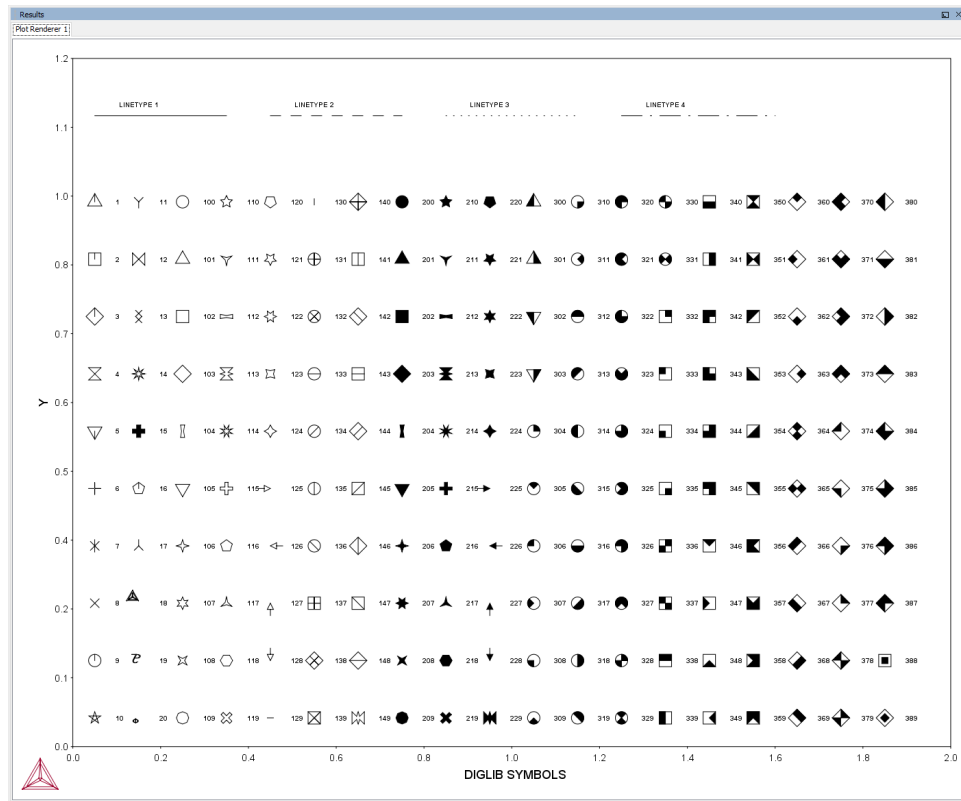 Results
Plot Renderer 1
1.2
LINETYPE 1 LINETYPE 2 LINETYPE 3 LINETYPE 4
1.1
1.0
1 11 100 110 120 130 140 200 210 220 300 310 320 330 340 350 360 370 380
2 12 101 111 121 131 141 201 211 221 301 311 321 331 341 351 361 371 381
0.8
3 13 102 112 122 132 142 202 212 222 302 312 322 332 342 352 362 372 382
0.7
4 14 103 113 123 133 143 203 213 223 303 313 323 333 343 353 363 373 383
Y
0.6
5 15 104 114 124 134 144 204 214 224 304 314 324 334 344 354 364 374 384
0.5
6 16 105 115 125 135 145 205 215 225 305 315 325 335 345 355 365 375 385
0.4
7 17 106 116 126 136 146 206 216 226 306 316 326 336 346 356 366 376 386
8 18 107 117 127 137 147 207 217 227 307 317 327 337 347 357 367 377 387
0.2
9 19 108 118 128 138 148 208 218 228 308 318 328 338 348 358 368 378 388
0.1
10 20 109 119 129 139 149 209 219 229 309 319 329 339 349 359 369 379 389
0.0
0.0 0.2 0.4 0.6 0.8 1.0 1.2 1.4 1.6 1.8 2.0
DIGLIB SYMBOLS